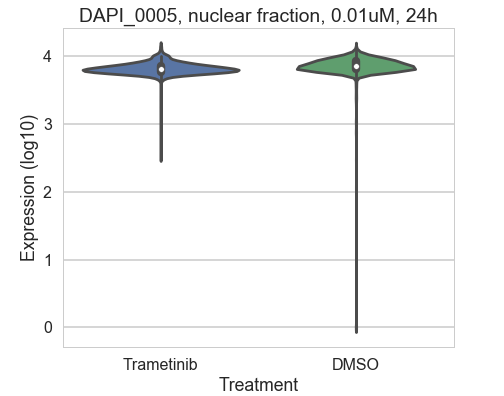 DAPI_0005, nuclear fraction, 0.01uM, 24h
4
3
2
1
0
Expression (log10)
Trametinib DMSO
Treatment